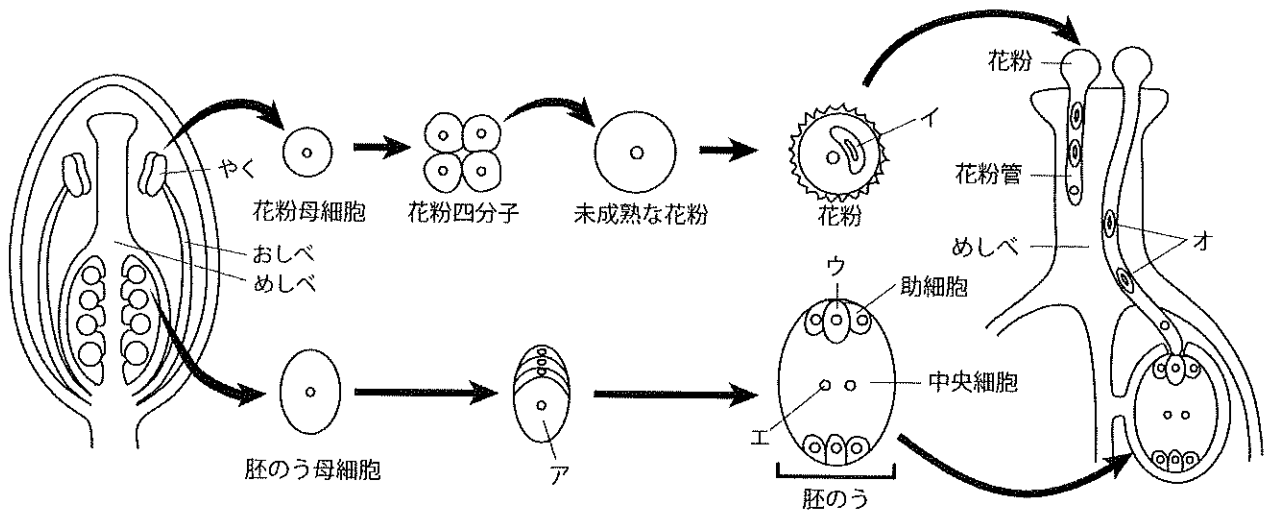 やく
おしべ
めしべ
花粉母細胞
花粉四分子
未成熟な花粉
イ
花粉
花粉
花粉管
めしべ
オ
胚のう母細胞
ア
ウ
助細胞
中央細胞
エ
胚のう